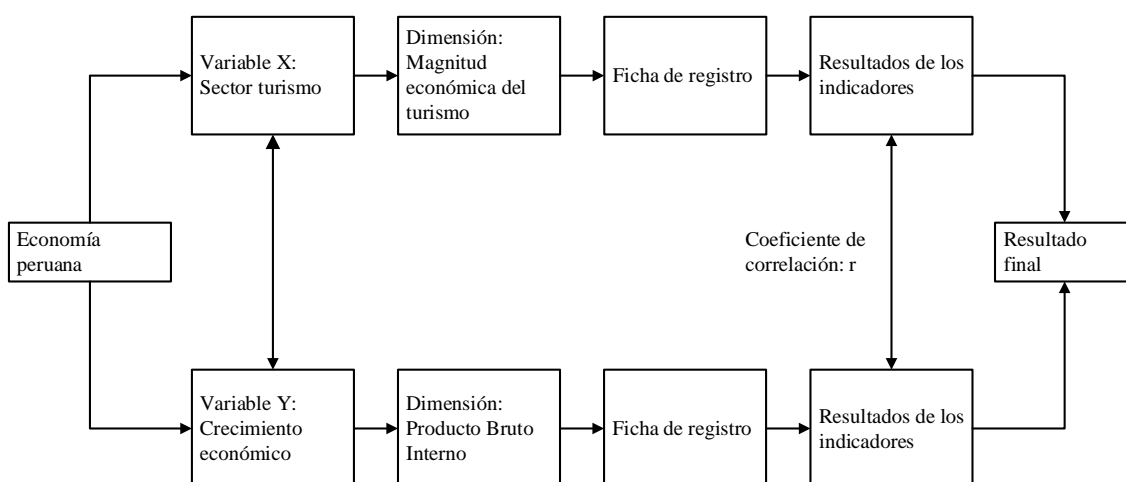 Variable X:
Sector turismo
Dimensión:
Magnitud
económica del
turismo
Ficha de registro
Resultados de los
indicadores
Economía
peruana
Coeficiente de
correlación: r
Resultado
final
Variable Y:
Crecimiento
económico
Dimensión:
Producto Bruto
Interno
Ficha de registro
Resultados de los
indicadores